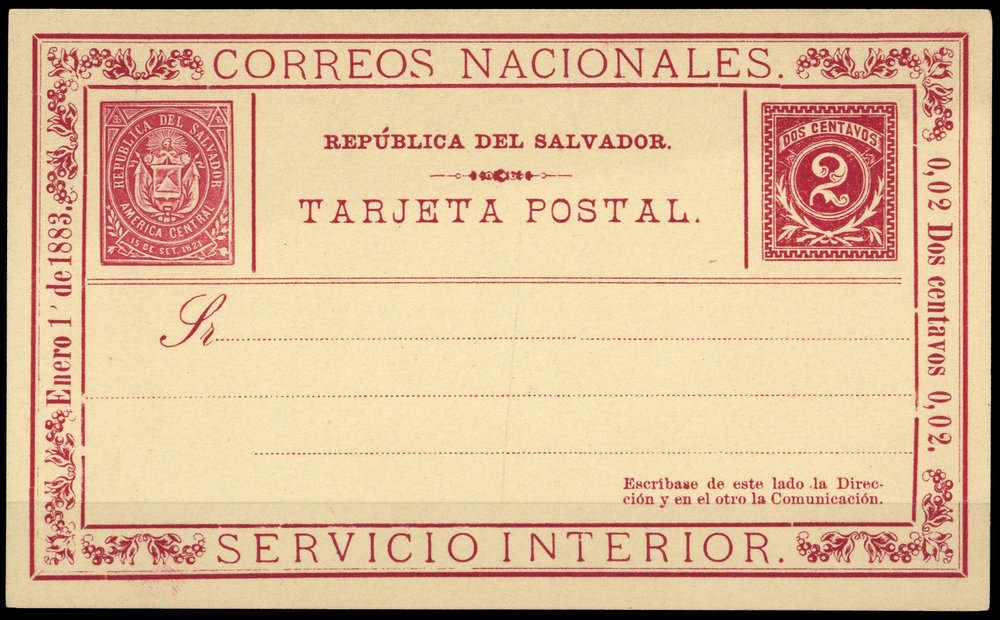 CORREOS NACIONALES.
REPUBLICA DEL SALVADOR
AMERICA CENTRAL
15 DE SET. 1821
REPÚBLICA DEL SALVADOR.
TARJETA POSTAL.
DOS CENTAVOS
2
Enero 1° de 1883.
0,02 Dos centavos 0,02.
Sr
Escríbase de este lado la Direc-
ción y en el otro la Comunicación.
SERVICIO INTERIOR.